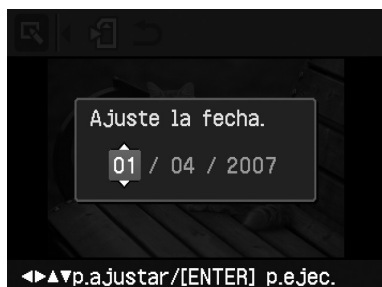 Ajuste la fecha.
01 / 04 / 2007
◀▶▲▼p.ajustar/[ENTER] p.ejec.